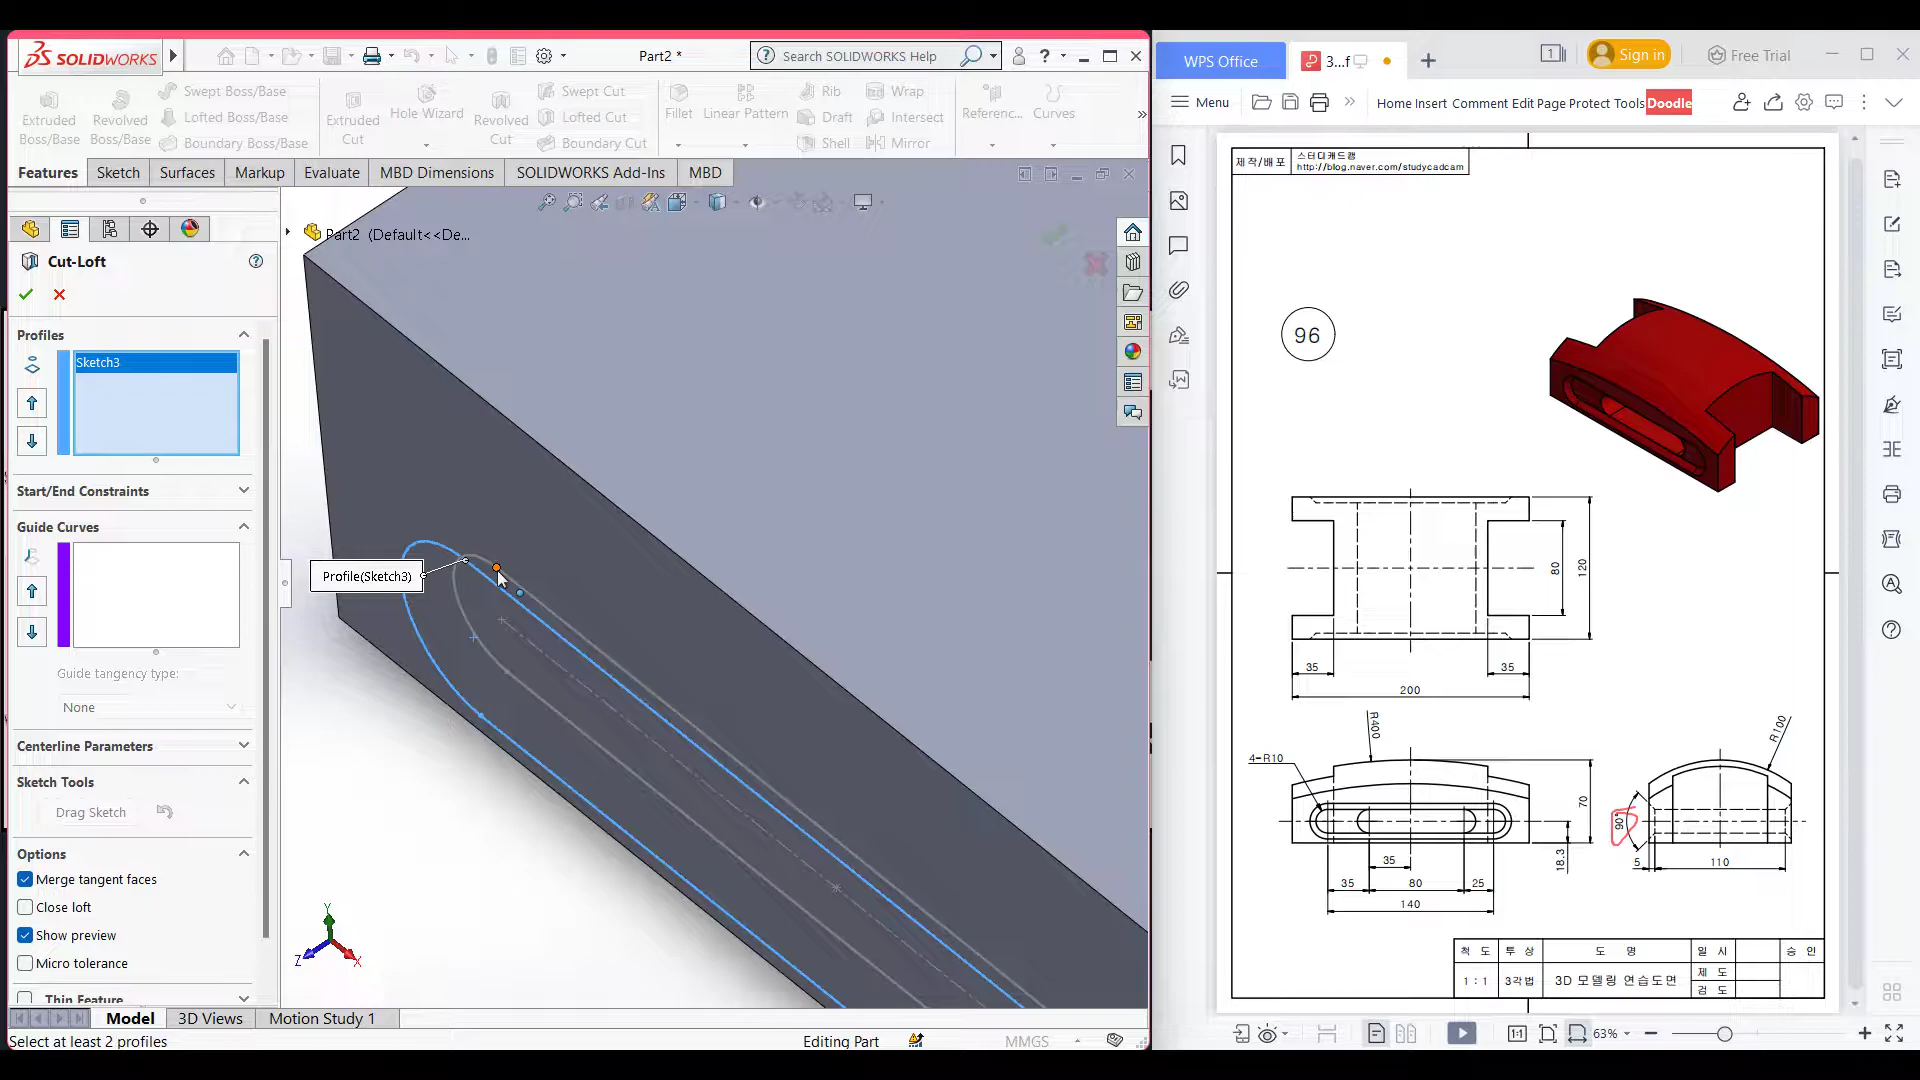 SOLIDWORKS
Part2 *
Search SOLIDWORKS Help
Extruded Boss/Base
Revolved Boss/Base
Swept Boss/Base
Lofted Boss/Base
Boundary Boss/Base
Extruded Cut
Hole Wizard
Revolved Cut
Swept Cut
Lofted Cut
Boundary Cut
Fillet
Linear Pattern
Rib
Draft
Shell
Wrap
Intersect
Mirror
Referenc...
Curves
Features
Sketch
Surfaces
Markup
Evaluate
MBD Dimensions
SOLIDWORKS Add-Ins
MBD
Part2 (Default<<De...
Cut-Loft
Profiles
Sketch3
Start/End Constraints
Guide Curves
Guide tangency type:
None
Centerline Parameters
Sketch Tools
Drag Sketch
Options
Merge tangent faces
Close loft
Show preview
Micro tolerance
Thin Feature
Profile(Sketch3)
Y
Z
X
Model
3D Views
Motion Study 1
Select at least 2 profiles
Editing Part
MMGS
WPS Office
3...f
Sign in
Free Trial
Menu
Home Insert Comment Edit Page Protect Tools Doodle
제작/배포
스터디캐드캠
http://blog.naver.com/studycadcam
96
80
120
35
35
200
R400
R100
4-R10
70
90°
18.3
35
5
110
35
80
25
140
척 도
투 상
도 명
일 시
승 인
1 : 1
3각법
3D 모델링 연습도면
제 도
검 도
1:1
63%